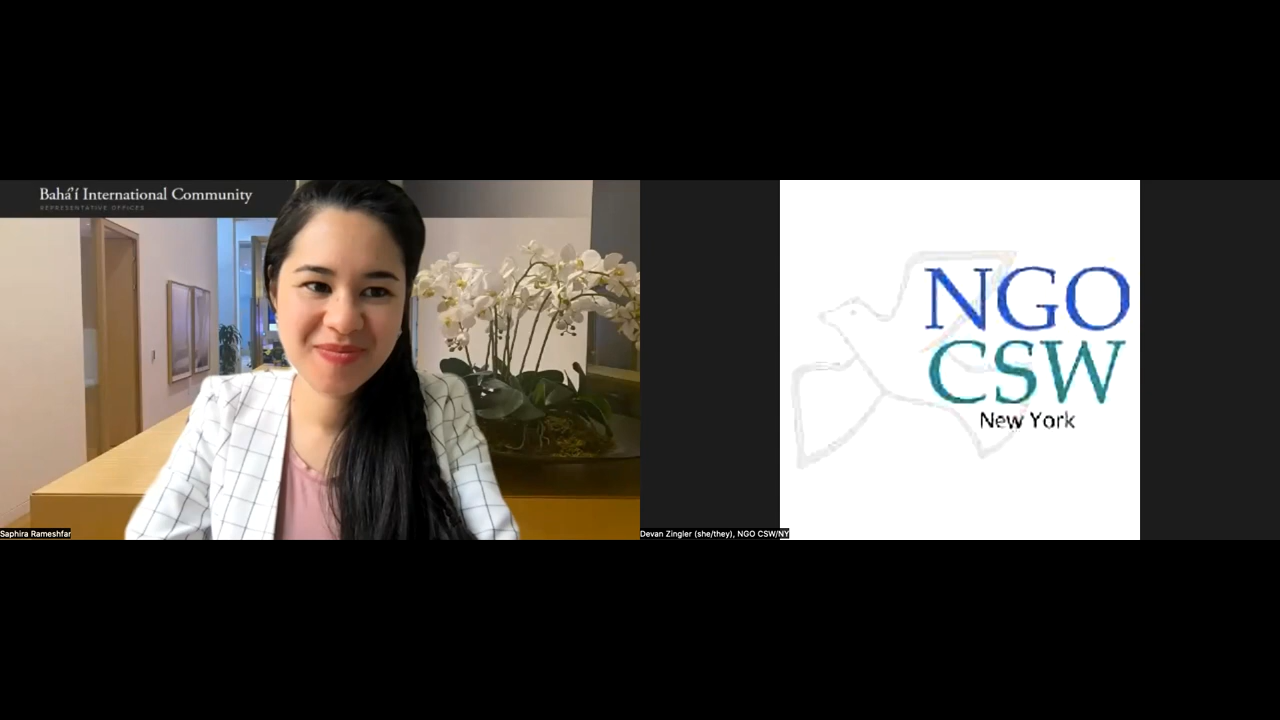 Bahá'í International Community
REPRESENTATIVE OFFICES
Saphira Rameshfar
NGO
CSW
New York
Devan Zingler (she/they), NGO CSW/NY